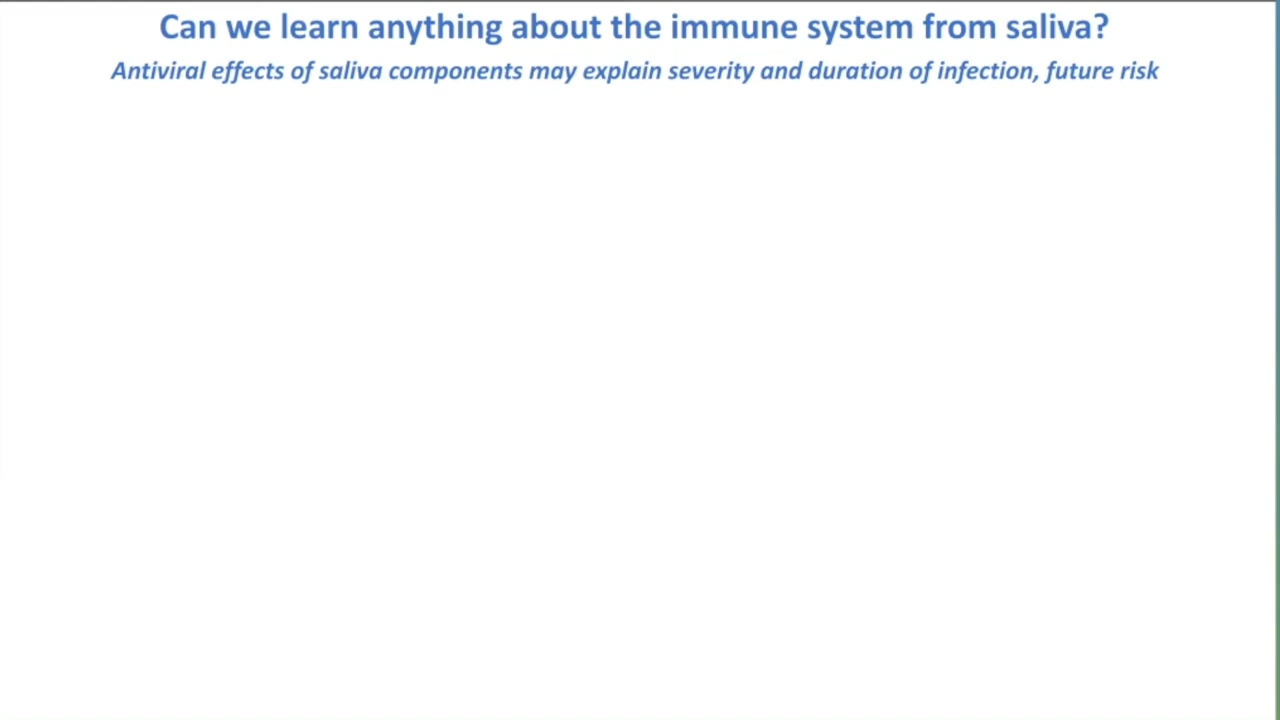 Can we learn anything about the immune system from saliva?
Antiviral effects of saliva components may explain severity and duration of infection, future risk